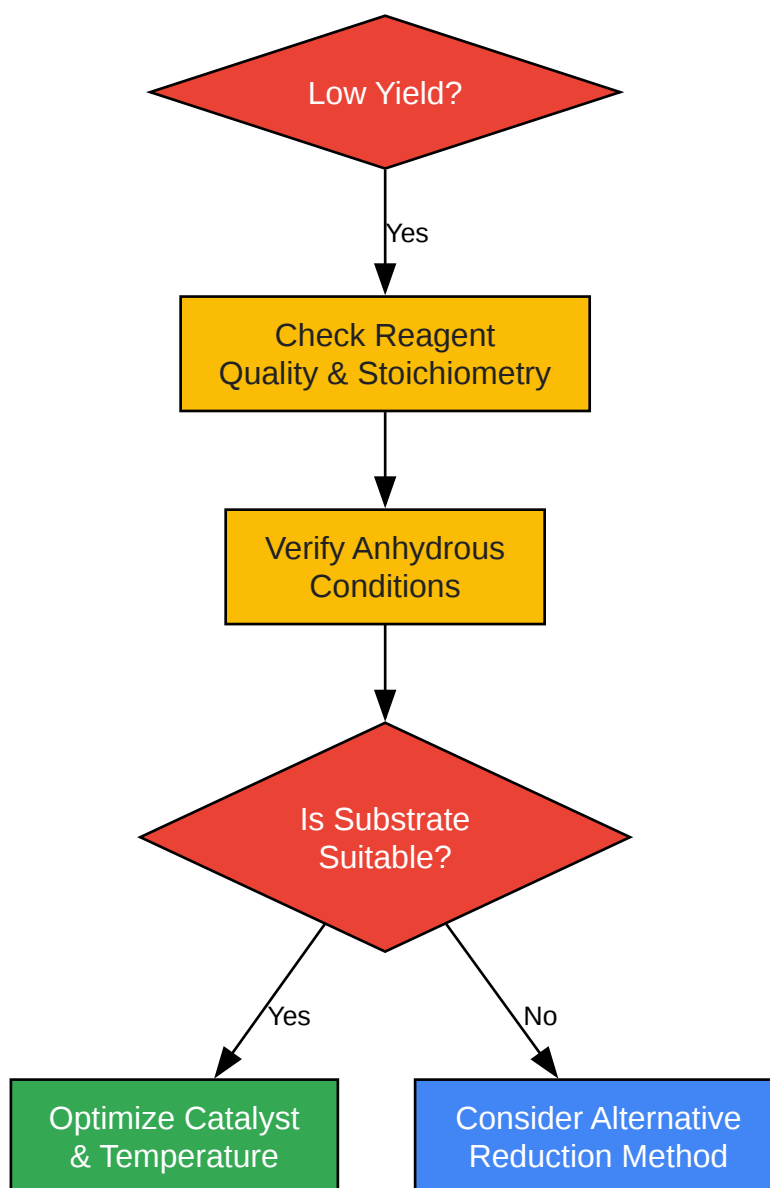 Low Yield?
Yes
Check Reagent
Quality & Stoichiometry
Verify Anhydrous
Conditions
Is Substrate
Suitable?
Yes
No
Optimize Catalyst
& Temperature
Consider Alternative
Reduction Method